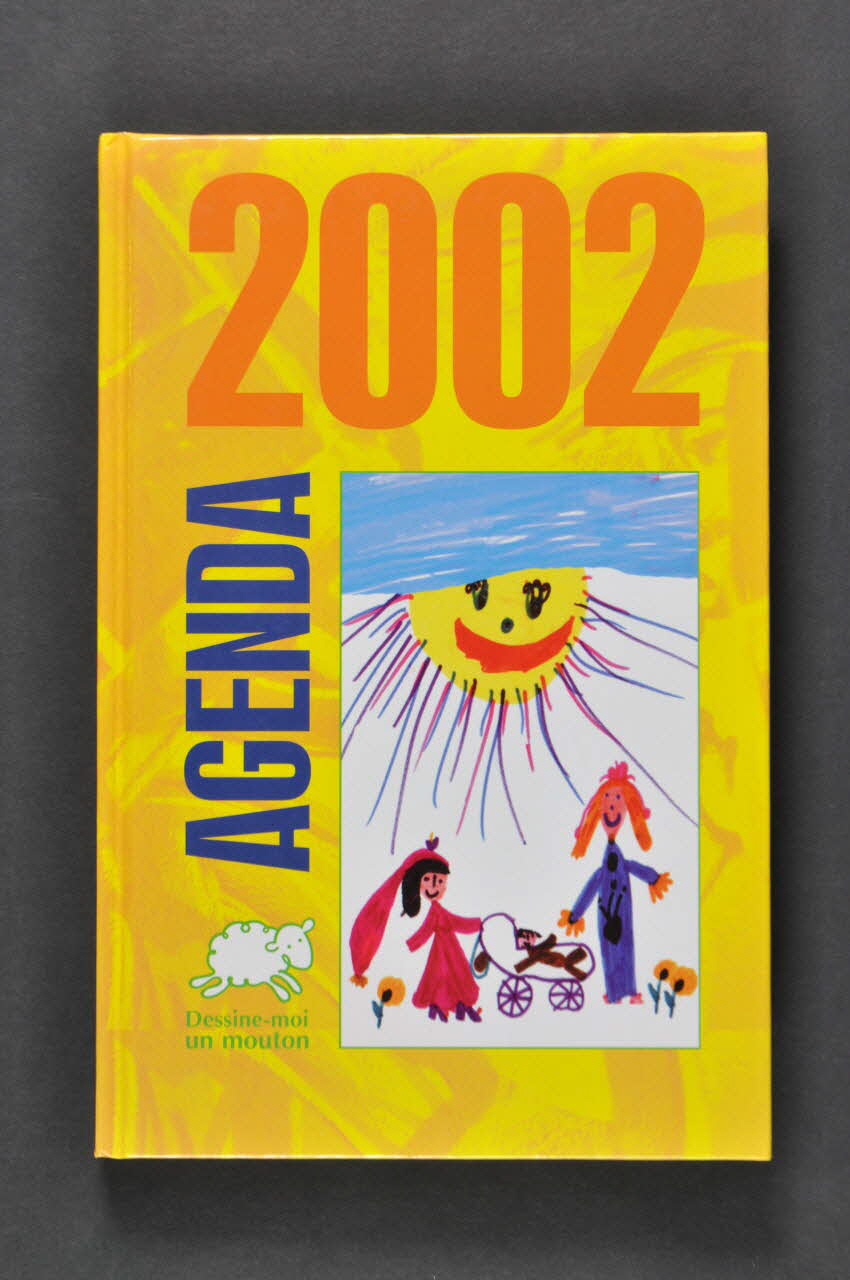 2002
AGENDA
Dessine-moi
un mouton